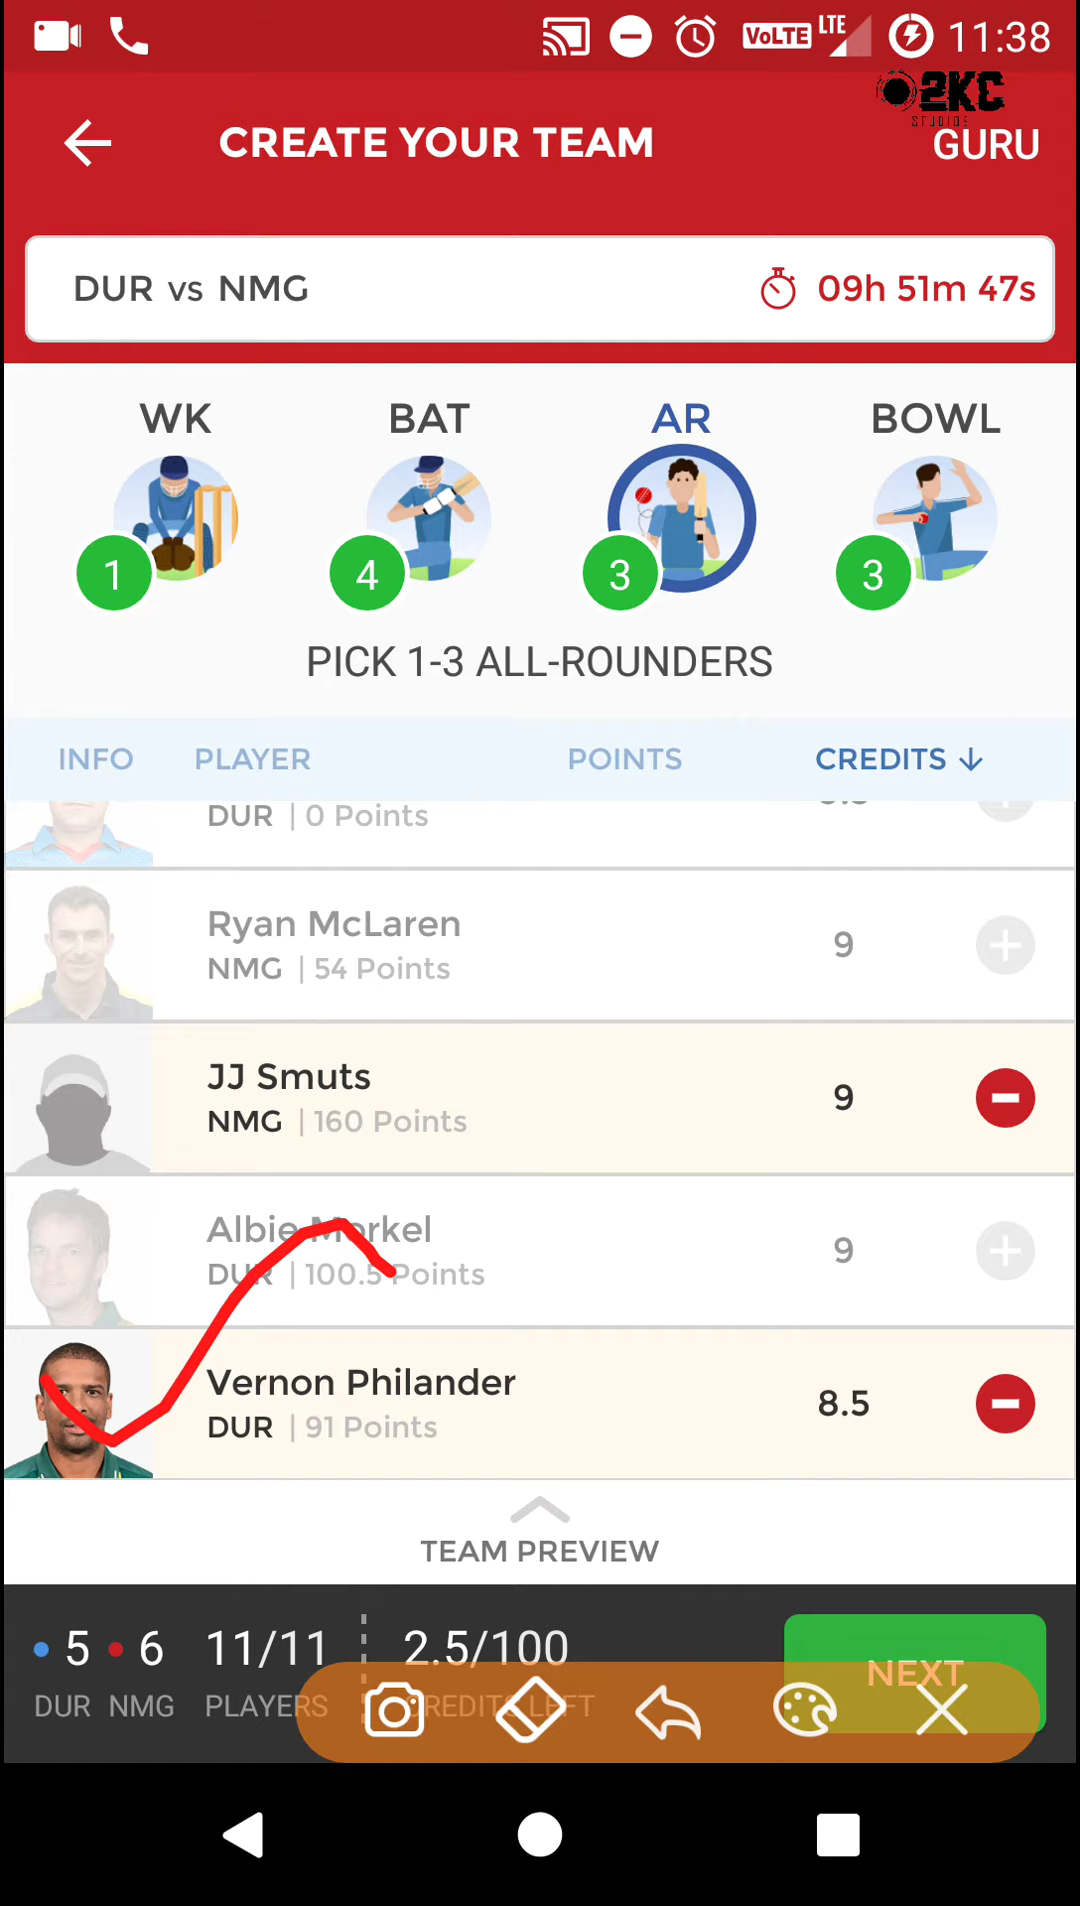 VoLTE LTE 11:38
2KC
STUDIOS
CREATE YOUR TEAM GURU
DUR vs NMG 09h 51m 47s
WK BAT AR BOWL
1 4 3 3
PICK 1-3 ALL-ROUNDERS
INFO PLAYER POINTS CREDITS ↓
DUR | 0 Points
Ryan McLaren
NMG | 54 Points 9
JJ Smuts
NMG | 160 Points 9
Albie Morkel
DUR | 100.5 Points 9
Vernon Philander
DUR | 91 Points 8.5
TEAM PREVIEW
5 6 11/11 2.5/100
NEXT
DUR NMG PLAYERS CREDITS LEFT